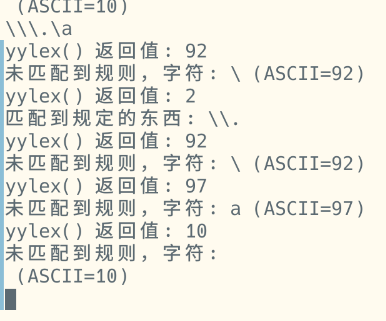 (ASCII=10)
\\\.\a
yylex() 返回值: 92
未匹配到规则, 字符: \ (ASCII=92)
yylex() 返回值: 2
匹配到规定的东西: \\.
yylex() 返回值: 92
未匹配到规则, 字符: \ (ASCII=92)
yylex() 返回值: 97
未匹配到规则, 字符: a (ASCII=97)
yylex() 返回值: 10
未匹配到规则, 字符:
(ASCII=10)